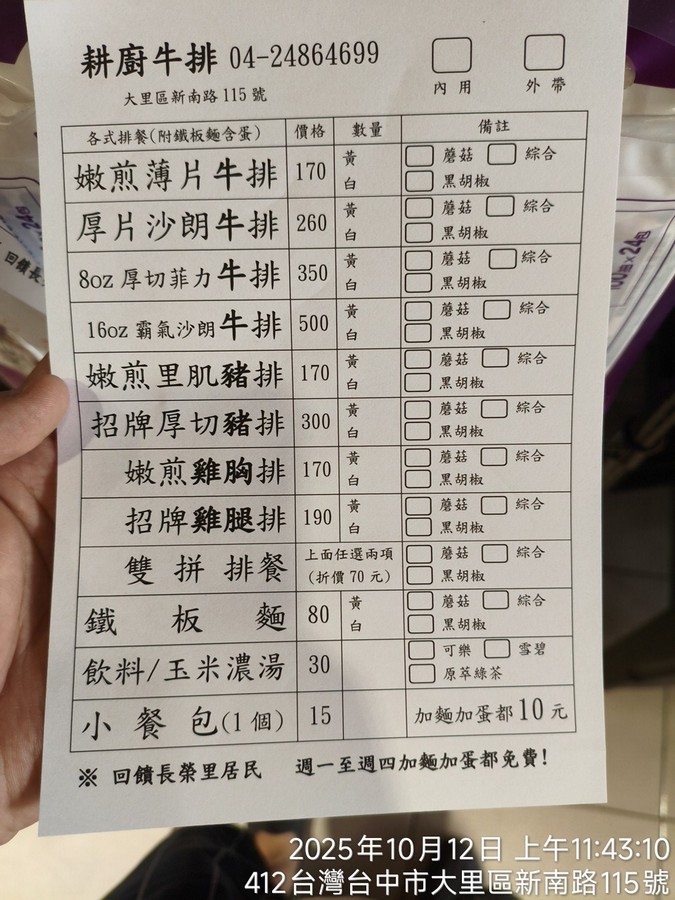 耕廚牛排 04-24864699
大里區新南路115號
內用 外帶
各式排餐(附鐵板麵含蛋) 價格 數量 備註
嫩煎薄片牛排 170 黃 白 蘑菇 綜合 黑胡椒
厚片沙朗牛排 260 黃 白 蘑菇 綜合 黑胡椒
8oz厚切菲力牛排 350 黃 白 蘑菇 綜合 黑胡椒
16oz霸氣沙朗牛排 500 黃 白 蘑菇 綜合 黑胡椒
嫩煎里肌豬排 170 黃 白 蘑菇 綜合 黑胡椒
招牌厚切豬排 300 黃 白 蘑菇 綜合 黑胡椒
嫩煎雞胸排 170 黃 白 蘑菇 綜合 黑胡椒
招牌雞腿排 190 黃 白 蘑菇 綜合 黑胡椒
雙拼排餐 上面任選兩項 (折價70元) 蘑菇 綜合 黑胡椒
鐵板麵 80 黃 白 蘑菇 綜合 黑胡椒
飲料/玉米濃湯 30 可樂 雪碧 原萃綠茶
小餐包(1個) 15 加麵加蛋都10元
※ 回饋長榮里居民 週一至週四加麵加蛋都免費!
回饋長
2025年10月12日 上午11:43:10
412台灣台中市大里區新南路115號